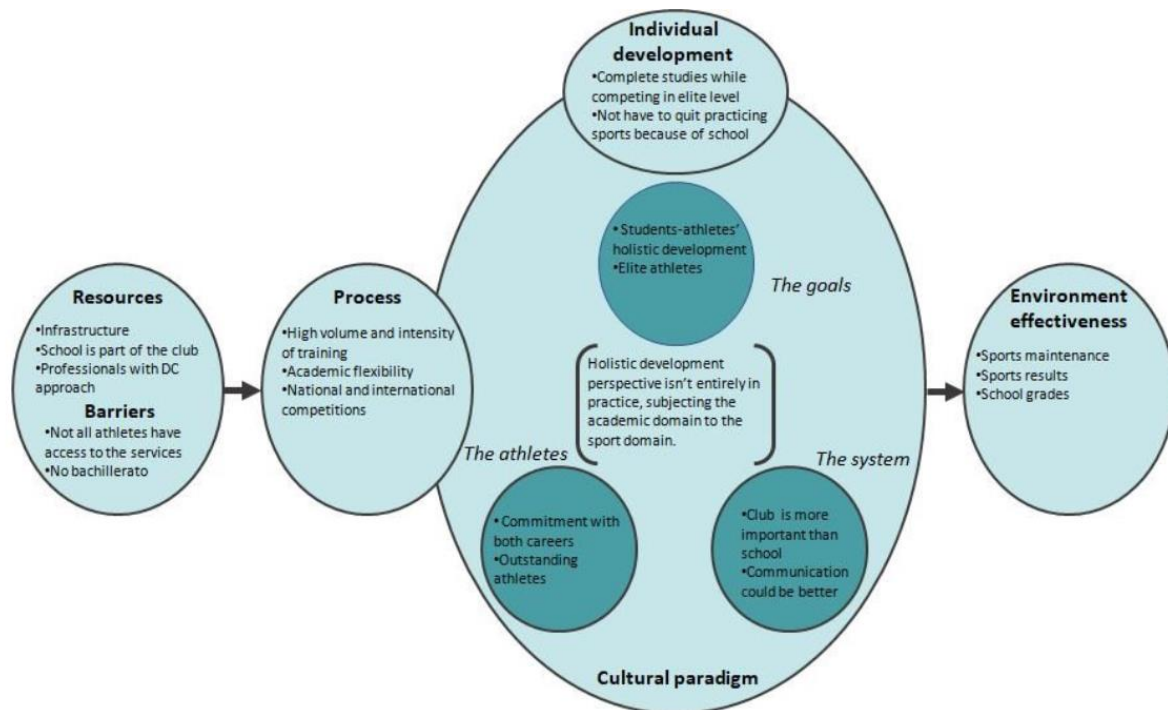 Individual
development
•Complete studies while
competing in elite level
•Not have to quit practicing
sports because of school
• Students-athletes'
holistic development
•Elite athletes
The goals
Resources
•Infrastructure
•School is part of the club
•Professionals with DC
approach
Barriers
•Not all athletes have
access to the services
•No bachillerato
Process
•High volume and intensity
of training
•Academic flexibility
•National and international
competitions
Holistic development
perspective isn't entirely in
practice, subjecting the
academic domain to the
sport domain.
The athletes
• Commitment with
both careers
•Outstanding
athletes
The system
•Club is more
important than
school
•Communication
could be better
Cultural paradigm
Environment
effectiveness
•Sports maintenance
•Sports results
•School grades